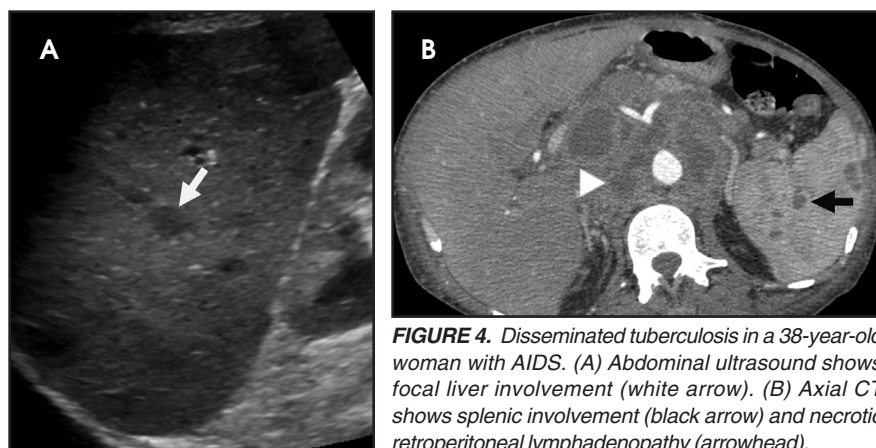 A
B
FIGURE 4. Disseminated tuberculosis in a 38-year-old
woman with AIDS. (A) Abdominal ultrasound shows
focal liver involvement (white arrow). (B) Axial CT
shows splenic involvement (black arrow) and necrotic
retroperitoneal lymphadenopathy (arrowhead).